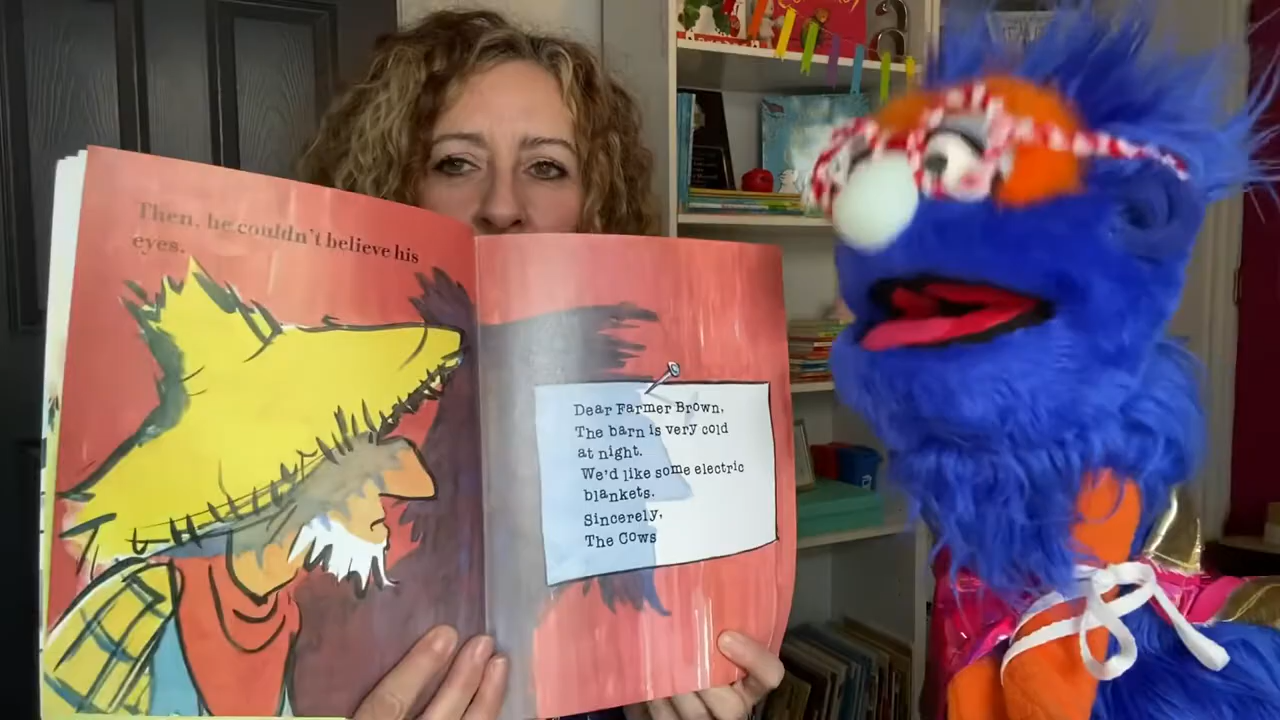 Then, he couldn't believe his
eyes.
Dear Farmer Brown,
The barn is very cold
at night.
We'd like some electric
blankets.
Sincerely,
The Cows